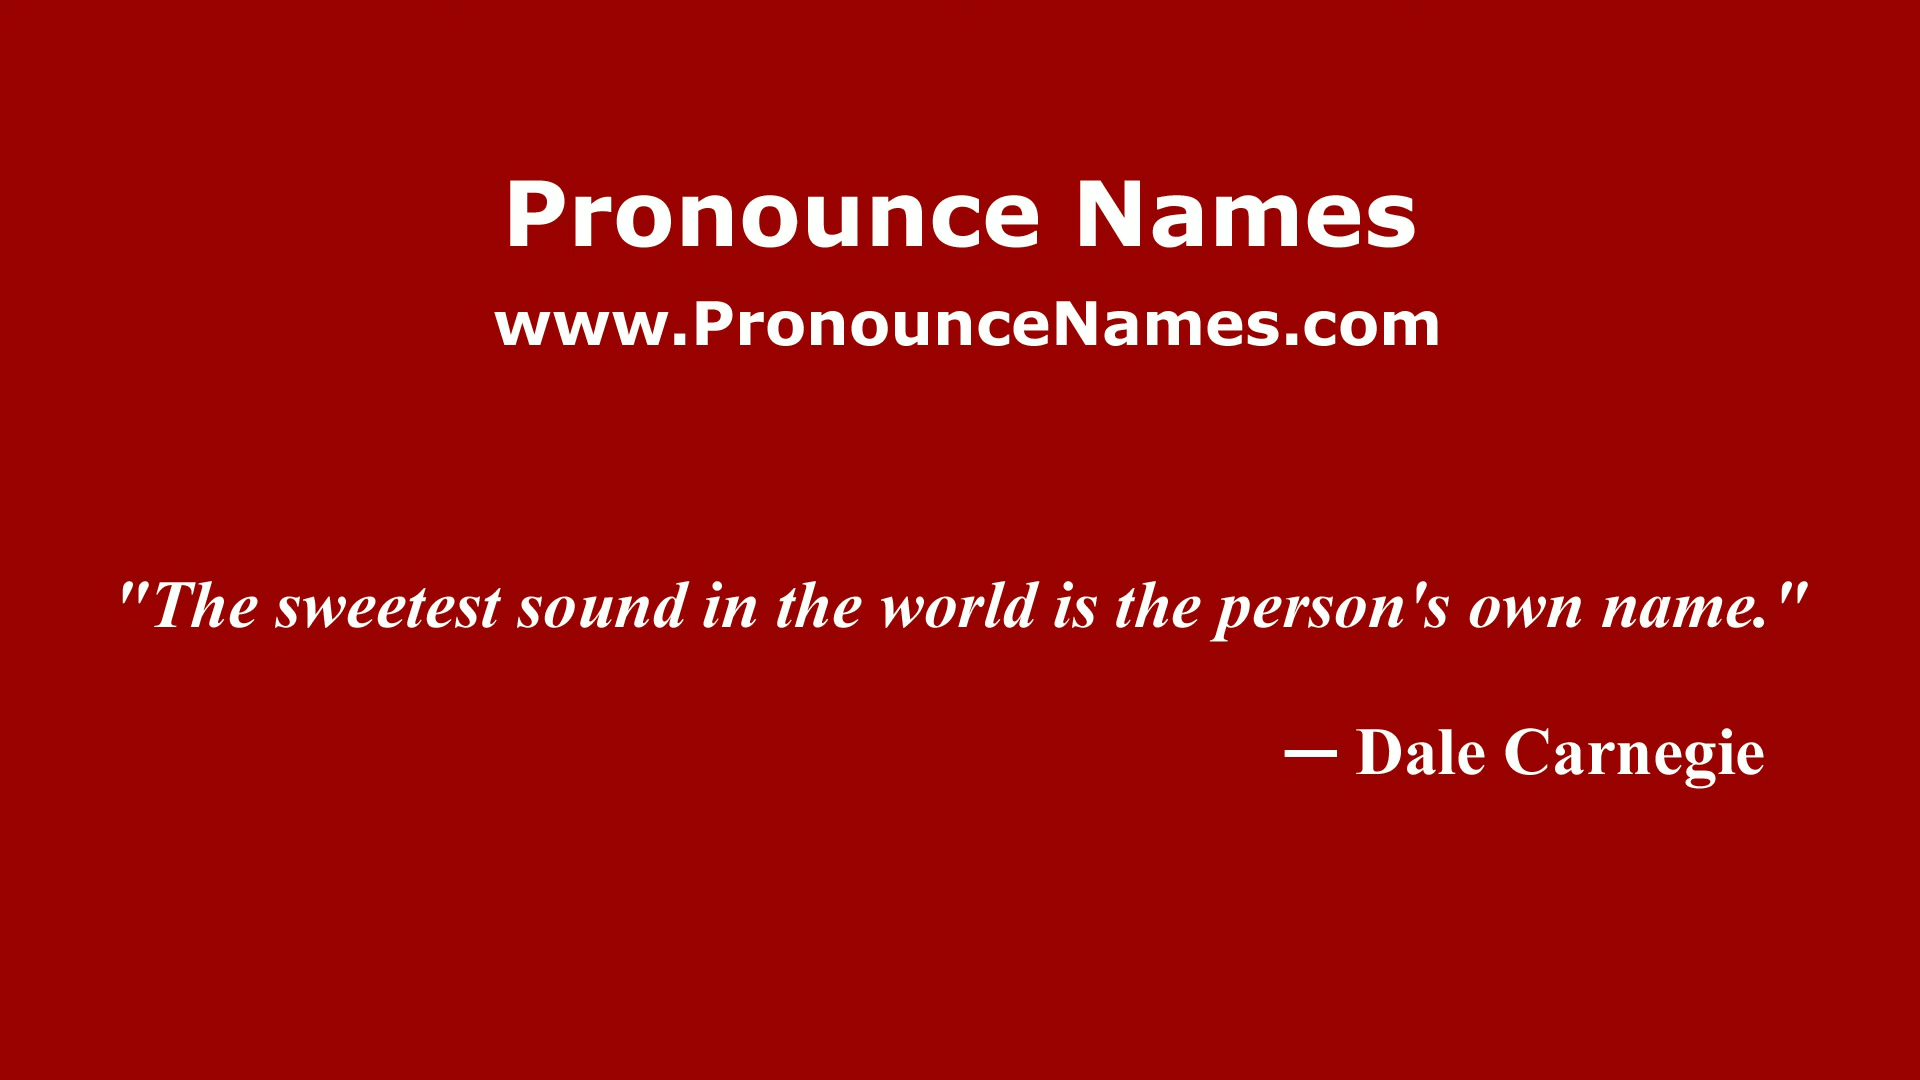 Pronounce Names
www.PronounceNames.com
"The sweetest sound in the world is the person's own name."
— Dale Carnegie